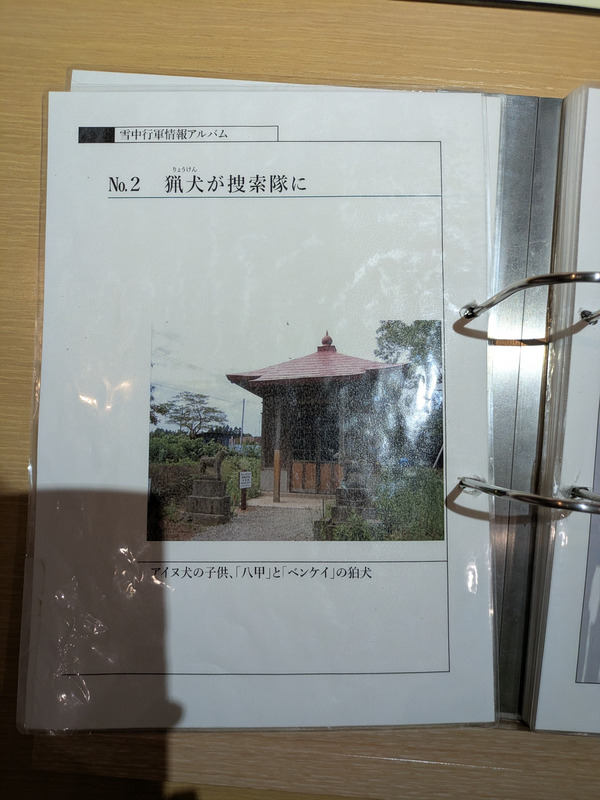 雪中行軍情報アルバム
りょうけん
No.2 猟犬が捜索隊に
アイヌ犬の子供、「八甲」と「ベンケイ」の狛犬